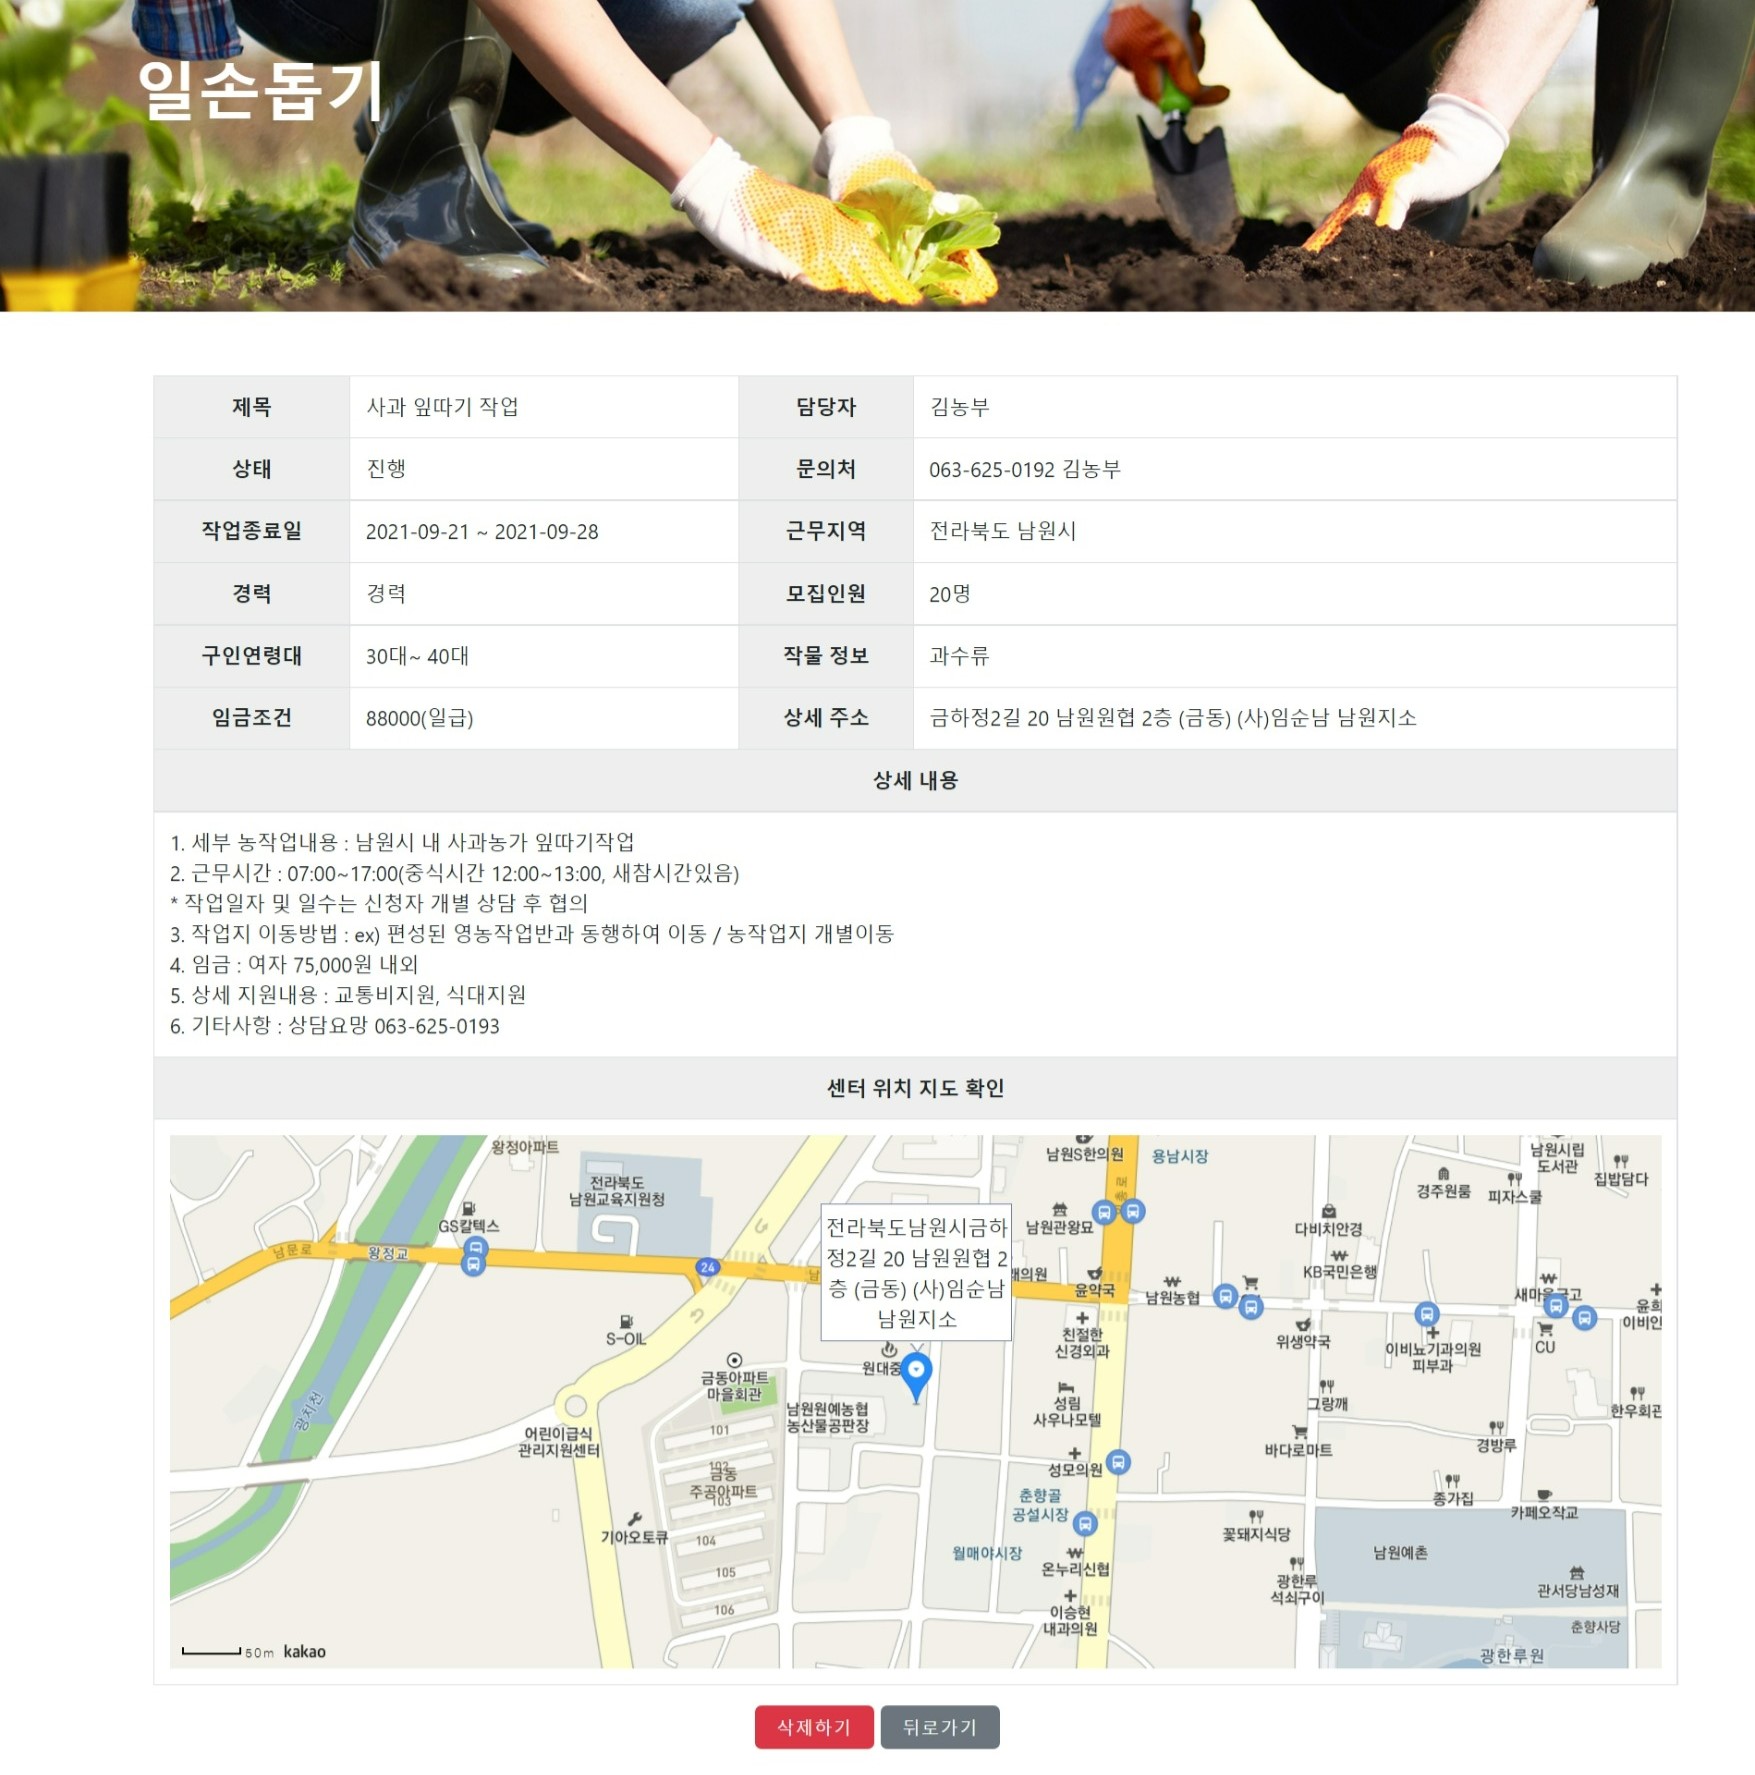 일손돕기
제목 사과 잎따기 작업 담당자 김농부
상태 진행 문의처 063-625-0192 김농부
작업종료일 2021-09-21 ~ 2021-09-28 근무지역 전라북도 남원시
경력 경력 모집인원 20명
구인연령대 30대~ 40대 작물 정보 과수류
임금조건 88000(일급) 상세 주소 금하정2길 20 남원원협 2층 (금동) (사)임순남 남원지소
상세 내용
1. 세부 농작업내용 : 남원시 내 사과농가 잎따기작업
2. 근무시간 : 07:00~17:00(중식시간 12:00~13:00, 새참시간있음)
* 작업일자 및 일수는 신청자 개별 상담 후 협의
3. 작업지 이동방법 : ex) 편성된 영농작업반과 동행하여 이동 / 농작업지 개별이동
4. 임금 : 여자 75,000원 내외
5. 상세 지원내용 : 교통비지원, 식대지원
6. 기타사항 : 상담요망 063-625-0193
센터 위치 지도 확인
왕정아파트
전라북도
남원교육지원청
GS칼텍스
남문로
왕정교
24
S-OIL
광치천
금동아파트
마을회관
어린이급식
관리지원센터
남원원예농협
농산물공판장
101
102
금동
주공아파트
103
104
105
106
기아오토큐
전라북도남원시금하
정2길 20 남원원협 2
층 (금동) (사)임순남
남원지소
원대중
남원S한의원
용남시장
남원관왕묘
윤약국
남원농협
친절한
신경외과
성림
사우나모텔
성모의원
춘향골
공설시장
월매야시장
온누리신협
이승현
내과의원
다비치안경
KB국민은행
위생약국
그랑깨
바다로마트
꽃돼지식당
광한루
석쇠구이
경주원룸
피자스쿨
남원시립
도서관
집밥담다
이비뇨기과의원
피부과
CU
한우회관
경방루
종가집
카페오작교
남원예촌
관서당남성재
춘향사당
광한루원
50m kakao
삭제하기 뒤로가기